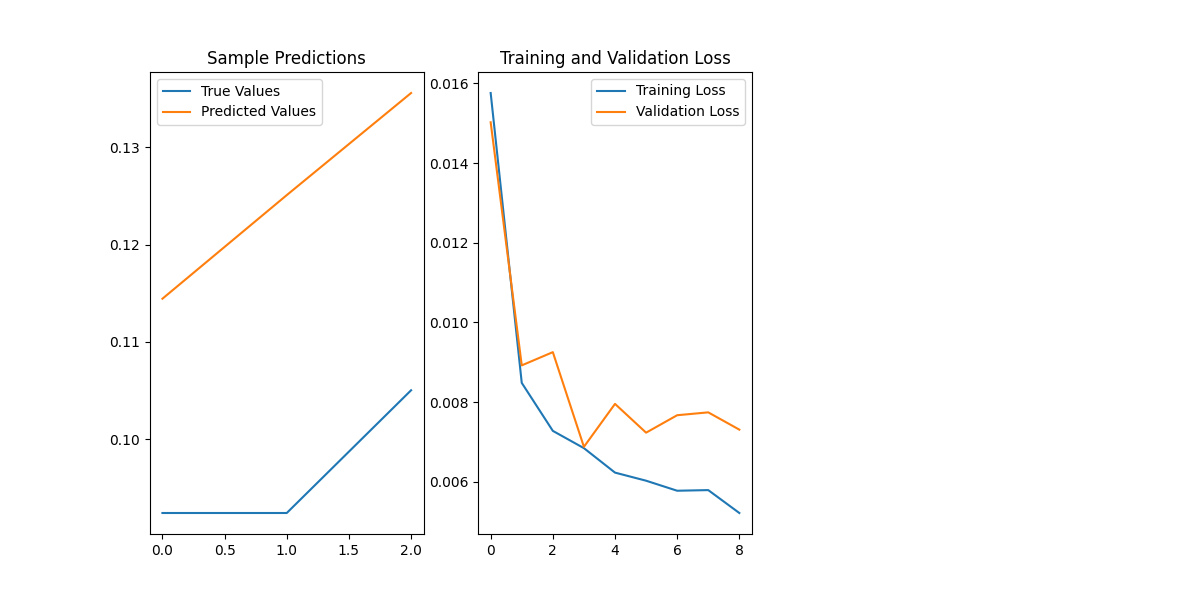 Sample Predictions
True Values
Predicted Values
0.13
0.12
0.11
0.10
0.0 0.5 1.0 1.5 2.0
Training and Validation Loss
Training Loss
Validation Loss
0.016
0.014
0.012
0.010
0.008
0.006
0 2 4 6 8